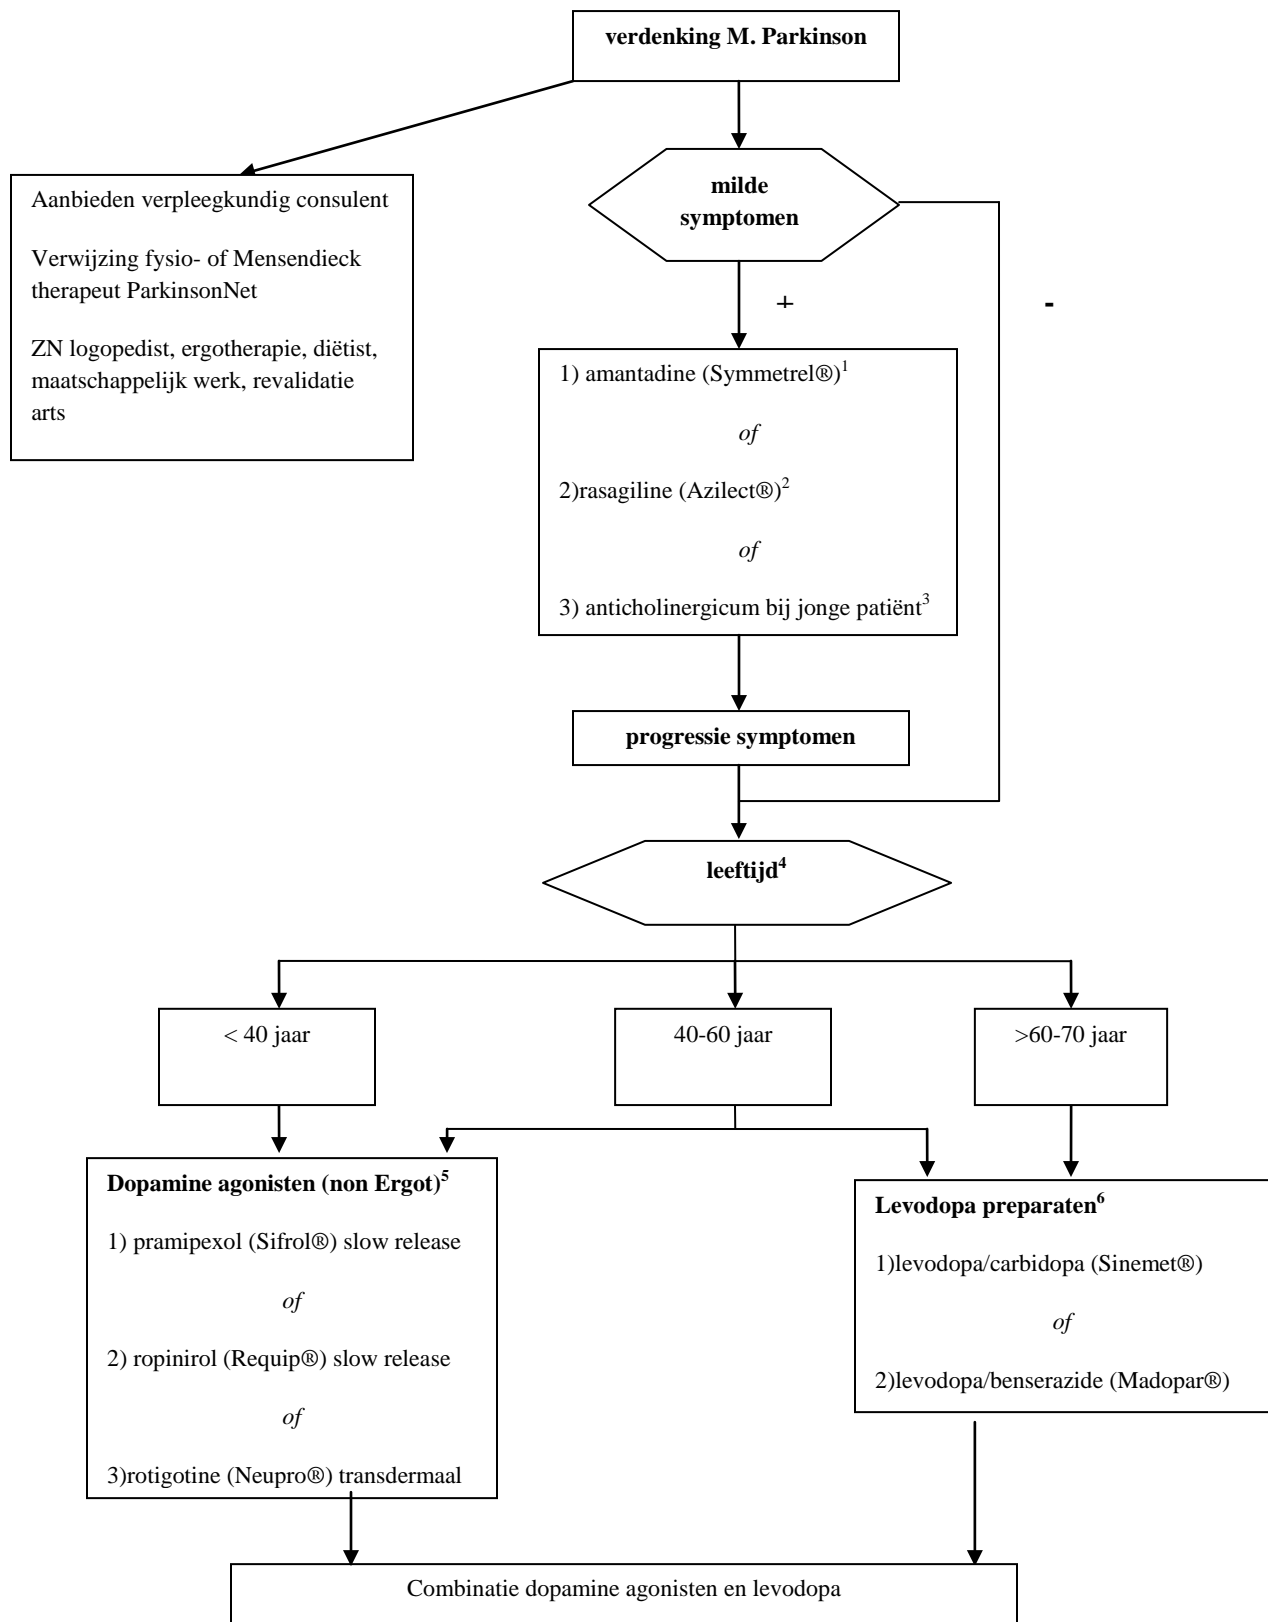 verdenking M. Parkinson
Aanbieden verpleegkundig consulent
Verwijzing fysio- of Mensendieck
therapeut ParkinsonNet
ZN logopedist, ergotherapie, diëtist,
maatschappelijk werk, revalidatie
arts
milde
symptomen
+
-
1) amantadine (Symmetrel®)¹
of
2)rasagiline (Azilect®)²
of
3) anticholinergicum bij jonge patiënt³
progressie symptomen
leeftijd⁴
< 40 jaar
40-60 jaar
>60-70 jaar
Dopamine agonisten (non Ergot)⁵
1) pramipexol (Sifrol®) slow release
of
2) ropinirol (Requip®) slow release
of
3)rotigotine (Neupro®) transdermaal
Levodopa preparaten⁶
1)levodopa/carbidopa (Sinemet®)
of
2)levodopa/benserazide (Madopar®)
Combinatie dopamine agonisten en levodopa